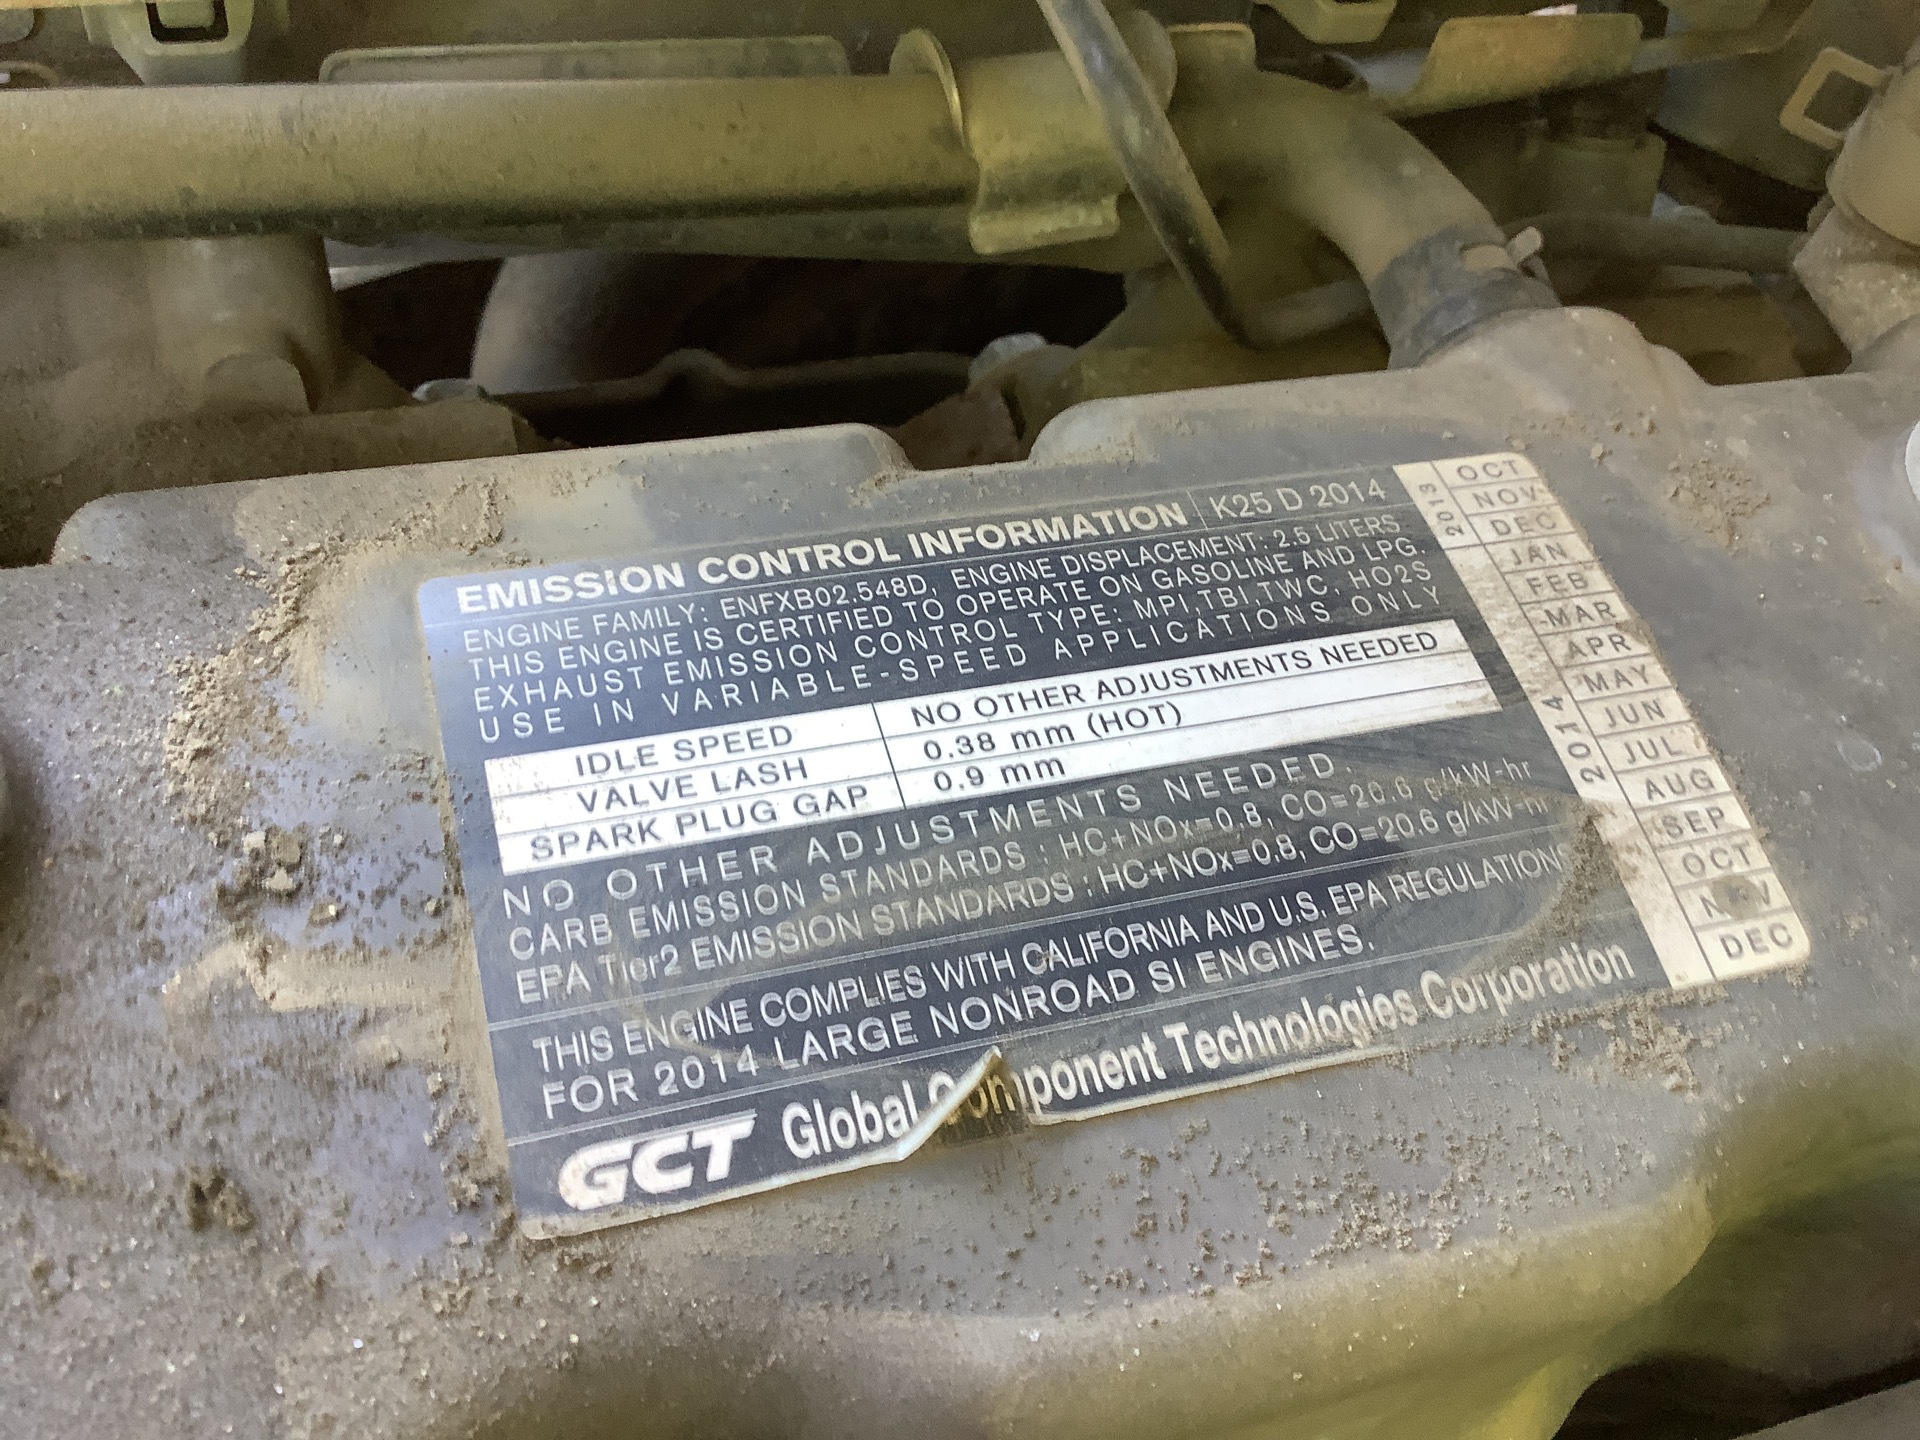 EMISSION CONTROL INFORMATION K25 D 2014
ENGINE FAMILY: ENFXB02.548D, ENGINE DISPLACEMENT: 2.5 LITERS
THIS ENGINE IS CERTIFIED TO OPERATE ON GASOLINE AND LPG.
EXHAUST EMISSION CONTROL TYPE: MPI,TBI,TWC, HO2S
USE IN VARIABLE-SPEED APPLICATIONS ONLY
IDLE SPEED NO OTHER ADJUSTMENTS NEEDED
VALVE LASH 0.38 mm (HOT)
SPARK PLUG GAP 0.9 mm
NO OTHER ADJUSTMENTS NEEDED.
CARB EMISSION STANDARDS : HC+NOx=0.8, CO=20.6 g/kW-hr
EPA Tier2 EMISSION STANDARDS : HC+NOx=0.8, CO=20.6 g/kW-hr
THIS ENGINE COMPLIES WITH CALIFORNIA AND U.S. EPA REGULATIONS
FOR 2014 LARGE NONROAD SI ENGINES.
GCT Global Component Technologies Corporation
2013
OCT
NOV
DEC
2014
JAN
FEB
MAR
APR
MAY
JUN
JUL
AUG
SEP
OCT
NOV
DEC